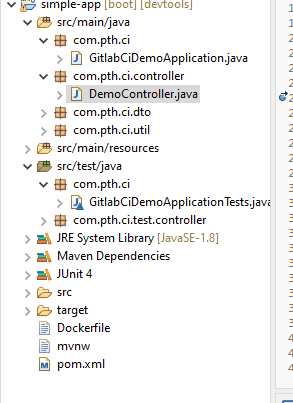 simple-app [boot] [devtools]
src/main/java
com.pth.ci
GitlabCiDemoApplication.java
com.pth.ci.controller
DemoController.java
com.pth.ci.dto
com.pth.ci.util
src/main/resources
src/test/java
com.pth.ci
GitlabCiDemoApplicationTests.java
com.pth.ci.test.controller
JRE System Library [JavaSE-1.8]
Maven Dependencies
JUnit 4
src
target
Dockerfile
mvnw
pom.xml